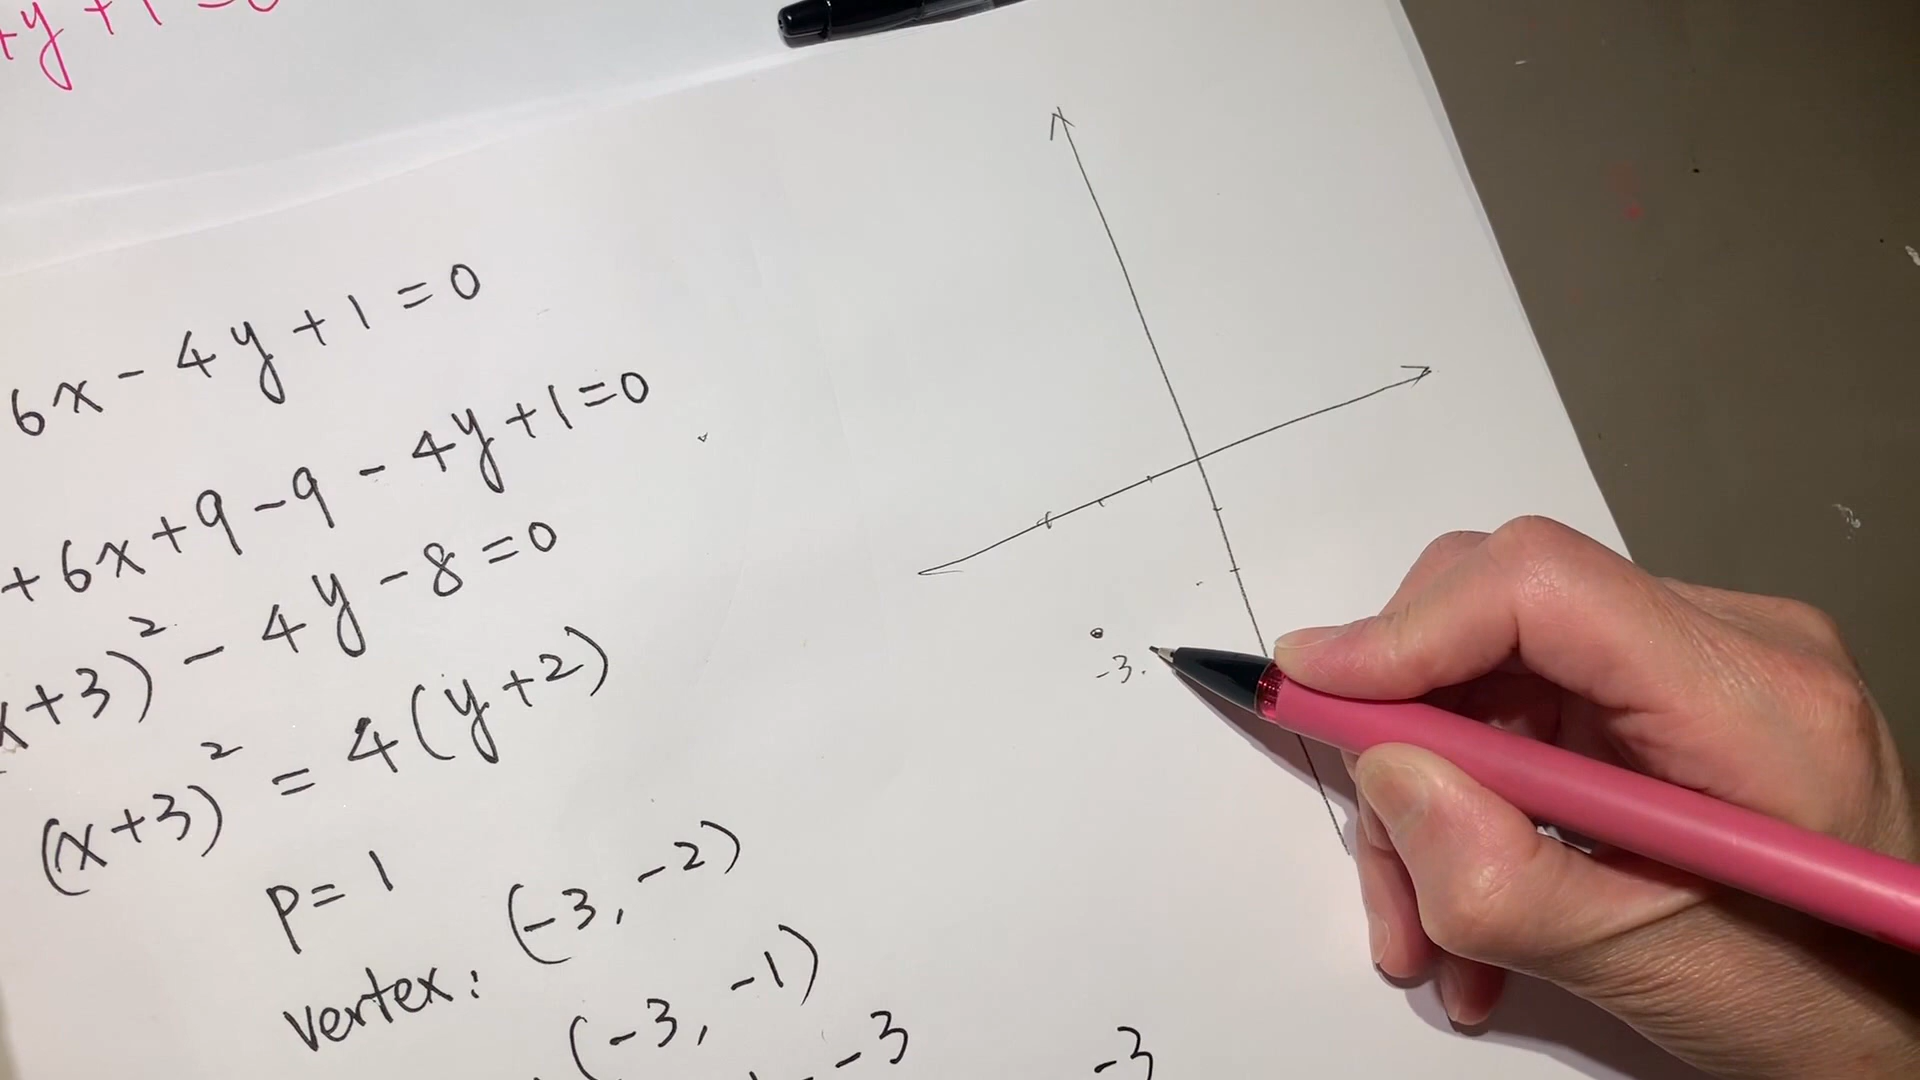 +y+1=0
6x-4y+1=0
+6x+9-9-4y+1=0
x+3)²-4y-8=0
(x+3)²=4(y+2)
p=1
vertex: (-3, -2)
(-3, -1)
-3
-3
-3.